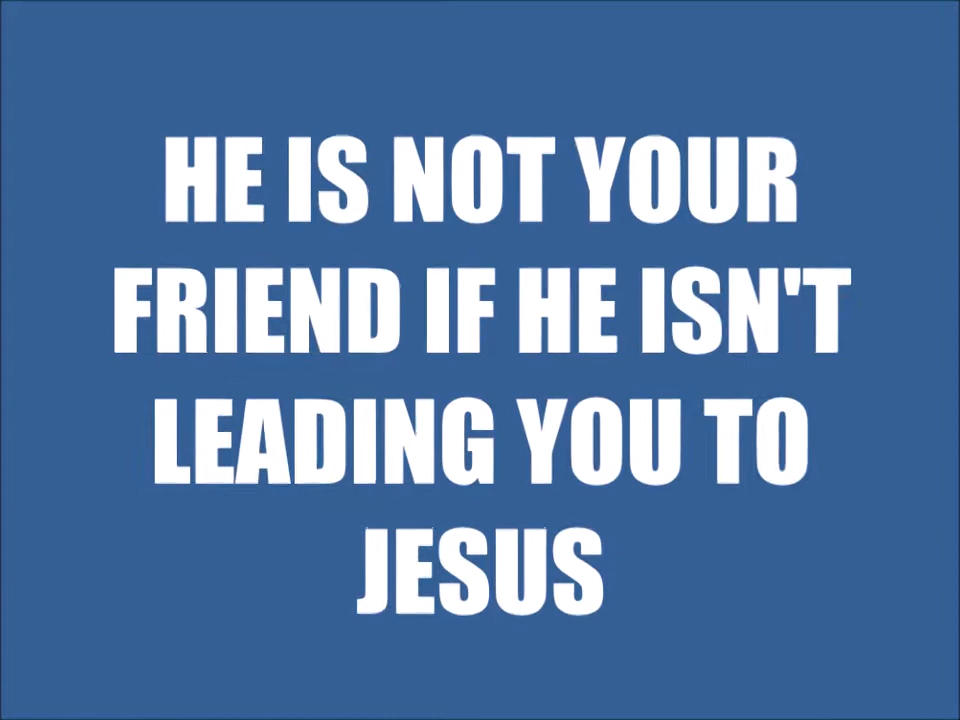 HE IS NOT YOUR
FRIEND IF HE ISN'T
LEADING YOU TO
JESUS